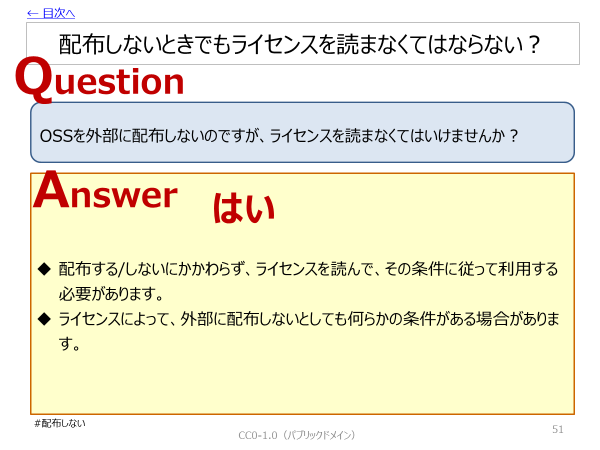 ← 目次へ
配布しないときでもライセンスを読まなくてはならない？
Question
OSSを外部に配布しないのですが、ライセンスを読まなくてはいけませんか？
Answer はい
◆ 配布する/しないにかかわらず、ライセンスを読んで、その条件に従って利用する
必要があります。
◆ ライセンスによって、外部に配布しないとしても何らかの条件がある場合がありま
す。
#配布しない
CC0-1.0（パブリックドメイン）
51